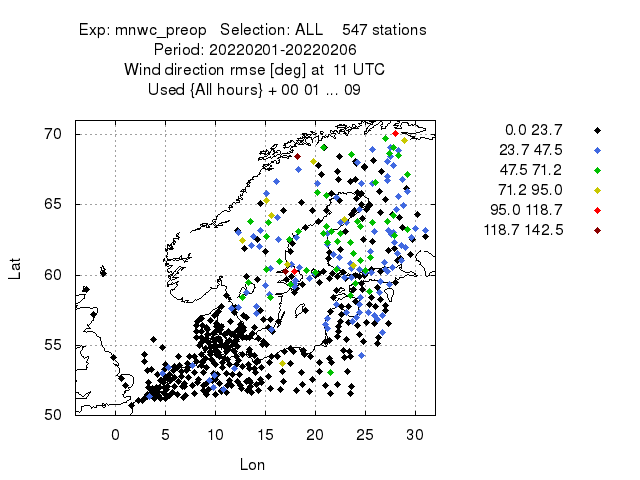 Exp: mnwc_preop   Selection: ALL    547 stations
Period: 20220201-20220206
Wind direction rmse [deg] at  11 UTC
Used {All hours} + 00 01 ... 09
0.0 23.7
23.7 47.5
47.5 71.2
71.2 95.0
95.0 118.7
118.7 142.5
70
65
60
55
50
Lat
0 5 10 15 20 25 30
Lon